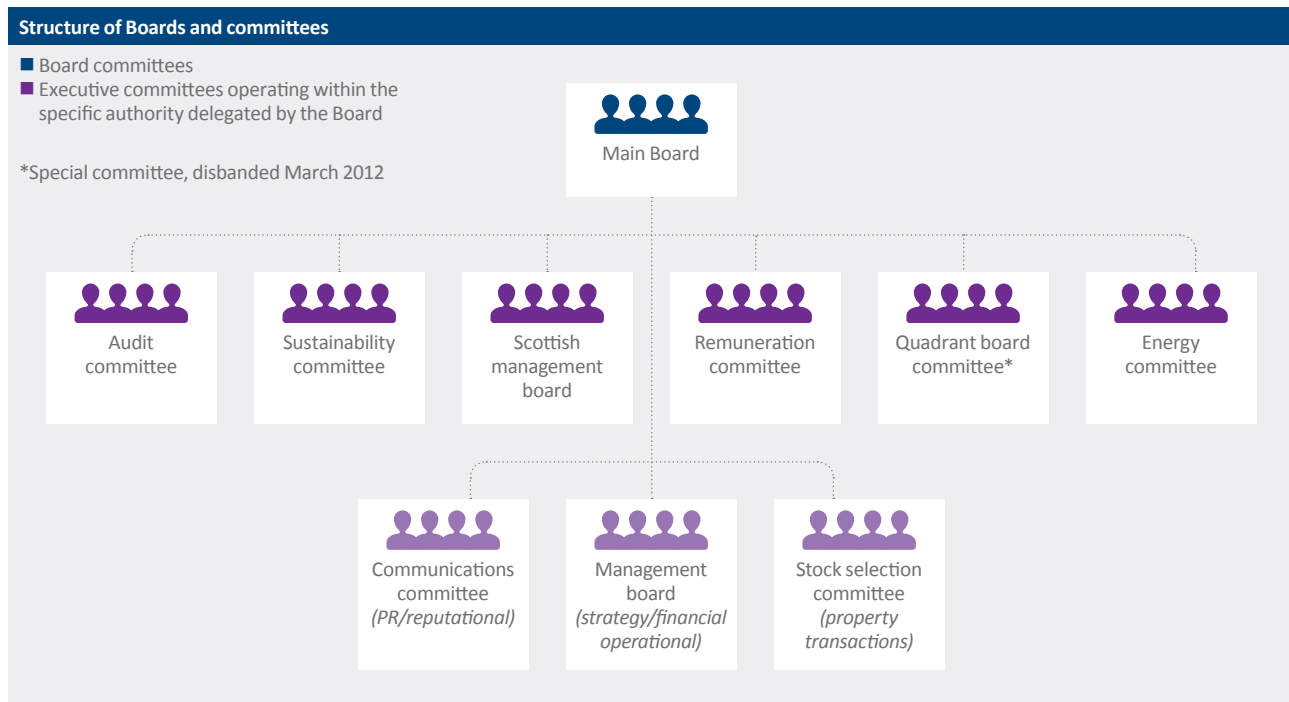 Structure of Boards and committees
Board committees
Executive committees operating within the
specific authority delegated by the Board
*Special committee, disbanded March 2012
Main Board
Audit
committee
Sustainability
committee
Scottish
management
board
Remuneration
committee
Quadrant board
committee*
Energy
committee
Communications
committee
(PR/reputational)
Management
board
(strategy/financial
operational)
Stock selection
committee
(property
transactions)